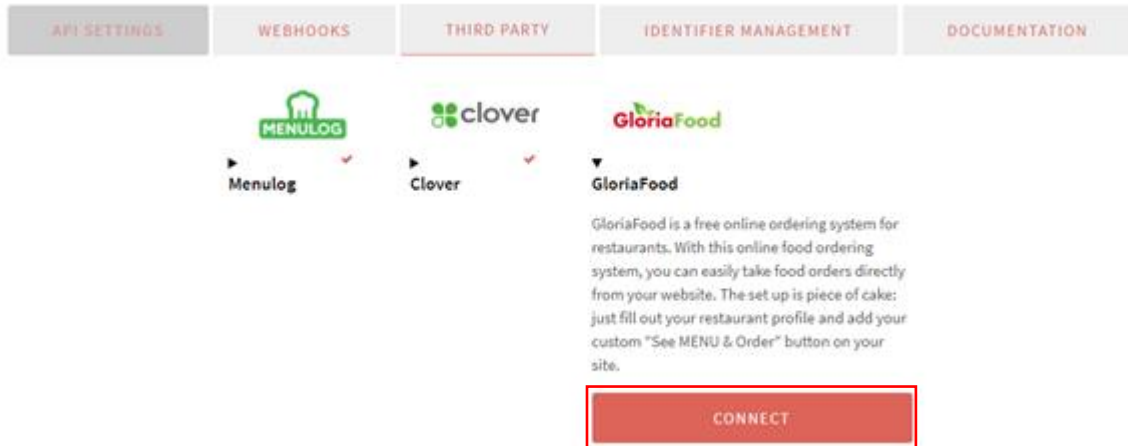 API SETTINGS
WEBHOOKS
THIRD PARTY
IDENTIFIER MANAGEMENT
DOCUMENTATION
MENULOG
clover
GloriaFood
Menulog
Clover
GloriaFood
GloriaFood is a free online ordering system for
restaurants. With this online food ordering
system, you can easily take food orders directly
from your website. The set up is piece of cake:
just fill out your restaurant profile and add your
custom "See MENU & Order" button on your
site.
CONNECT